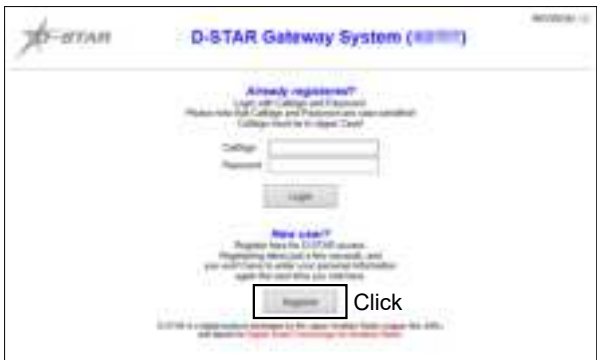 D-STAR
D-STAR Gateway System (
Already registered?
Login with Callsign and Password
Please note that Callsign and Password are case sensitive!
Callsign must be in Upper Case!
Callsign
Password
Login
New user?
Register here for D-STAR access.
Registering takes just a few seconds, and
you won't have to enter your personal information
again the next time you visit here.
Register
Click